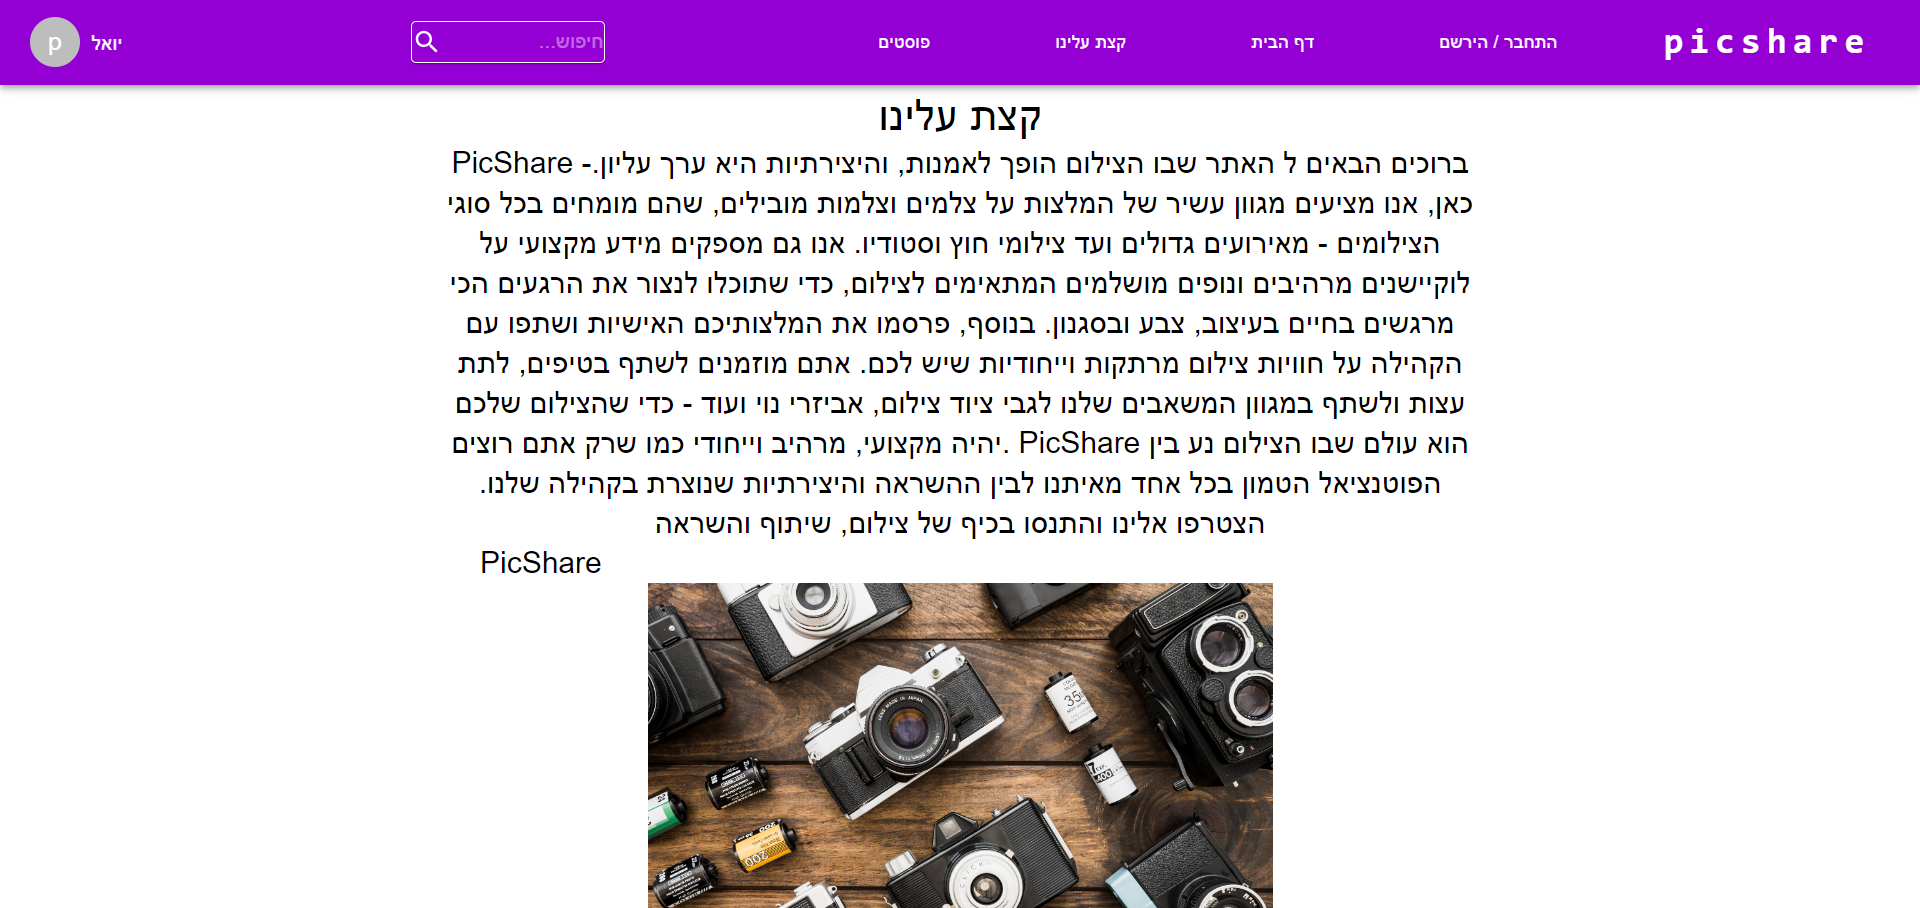 picshare
התחבר / הירשם
דף הבית
קצת עלינו
פוסטים
חיפוש...
יואל
p
קצת עלינו
ברוכים הבאים ל האתר שבו הצילום הופך לאמנות, והיצירתיות היא ערך עליון.- PicShare
כאן, אנו מציעים מגוון עשיר של המלצות על צלמים וצלמות מובילים, שהם מומחים בכל סוגי
הצילומים - מאירועים גדולים ועד צילומי חוץ וסטודיו. אנו גם מספקים מידע מקצועי על
לוקיישנים מרהיבים ונופים מושלמים המתאימים לצילום, כדי שתוכלו לנצור את הרגעים הכי
מרגשים בחיים בעיצוב, צבע ובסגנון. בנוסף, פרסמו את המלצותיכם האישיות ושתפו עם
הקהילה על חוויות צילום מרתקות וייחודיות שיש לכם. אתם מוזמנים לשתף בטיפים, לתת
עצות ולשתף במגוון המשאבים שלנו לגבי ציוד צילום, אביזרי נוי ועוד - כדי שהצילום שלכם
הוא עולם שבו הצילום נע בין PicShare .יהיה מקצועי, מרהיב וייחודי כמו שרק אתם רוצים
הפוטנציאל הטמון בכל אחד מאיתנו לבין ההשראה והיצירתיות שנוצרת בקהילה שלנו.
הצטרפו אלינו והתנסו בכיף של צילום, שיתוף והשראה
PicShare
LENS MADE IN JAPAN
35
400
200